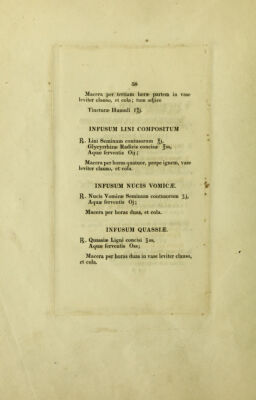 58
Macera per tertiam horæ partem in vase
leviter clauso, et cola; tum adjice
Tincturæ Humuli fʒj.
INFUSUM LINI COMPOSITUM
℞. Lini Seminum contusorum ʒj,
Glycyrrhizæ Radicis concisæ ʒss,
Aquæ ferventis Oij;
Macera per horas quatuor, prope ignem, vase
leviter clauso, et cola.
INFUSUM NUCIS VOMICÆ.
℞. Nucis Vomicæ Seminum contusorum ʒj,
Aquæ ferventis Oj;
Macera per horas duas, et cola.
INFUSUM QUASSIÆ.
℞. Quassiæ Ligni concisi ʒss,
Aquæ ferventis Oss;
Macera per horas duas in vase leviter clauso,
et cola.